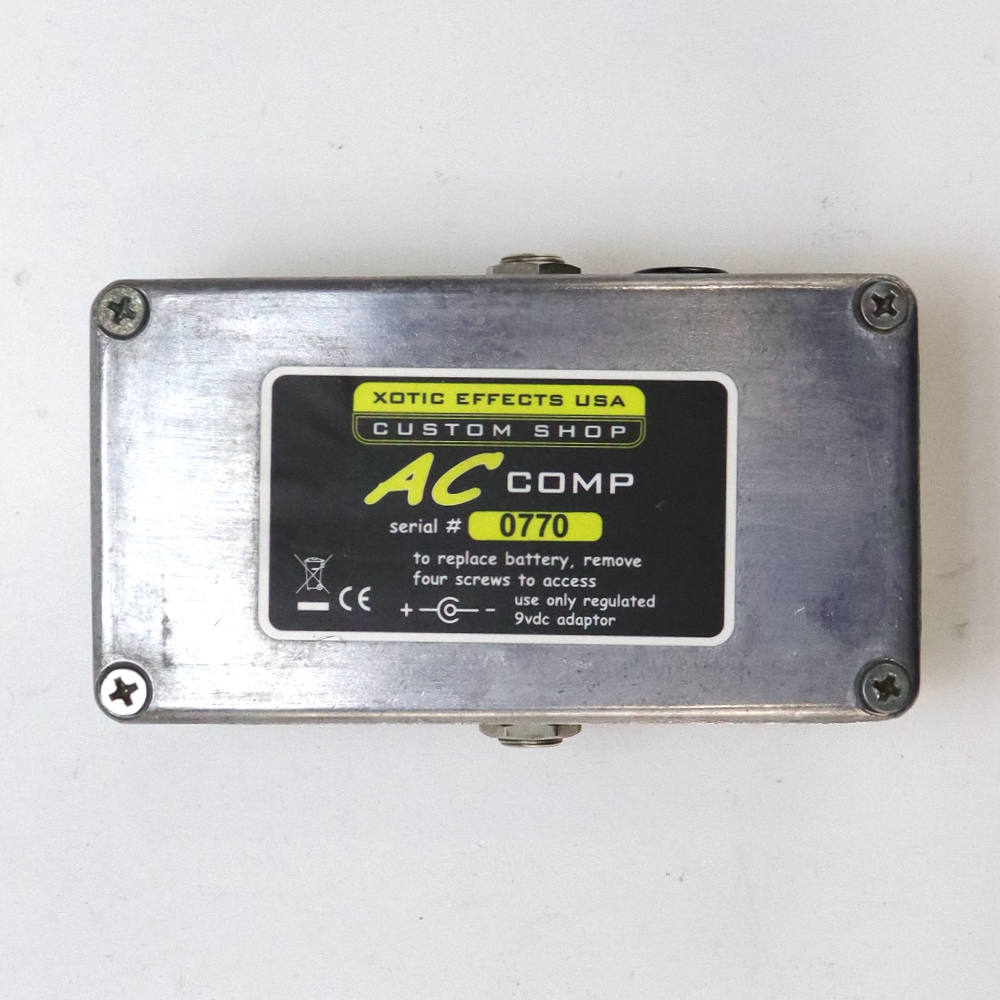 XOTIC EFFECTS USA
CUSTOM SHOP
AC COMP
serial # 0770
to replace battery, remove
four screws to access
CE
+ - use only regulated
9vdc adaptor